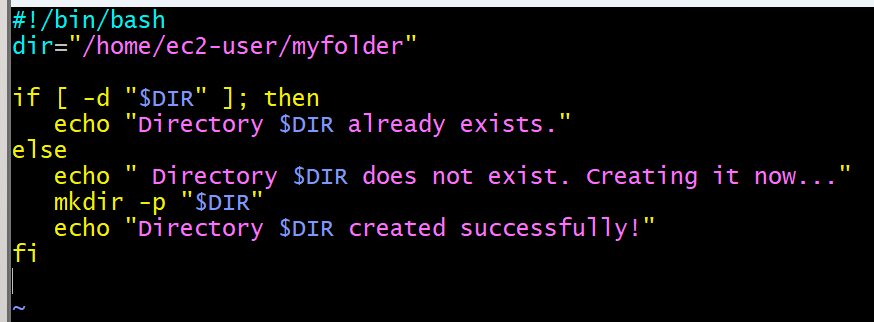 #!/bin/bash
dir="/home/ec2-user/myfolder"
if [ -d "$DIR" ]; then
echo "Directory $DIR already exists."
else
echo " Directory $DIR does not exist. Creating it now..."
mkdir -p "$DIR"
echo "Directory $DIR created successfully!"
fi
~